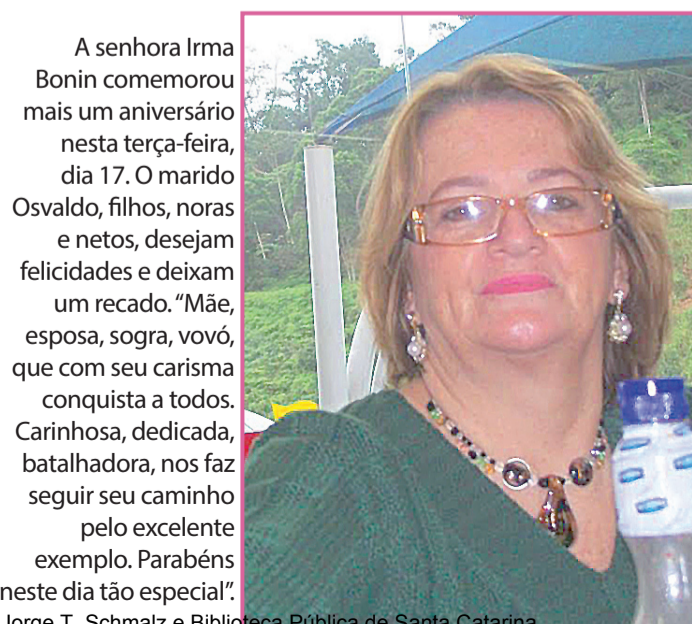 A senhora Irma
Bonin comemorou
mais um aniversário
nesta terça-feira,
dia 17. O marido
Osvaldo, filhos, noras
e netos, desejam
felicidades e deixam
um recado. “Mãe,
esposa, sogra, vovó,
que com seu carisma
conquista a todos.
Carinhosa, dedicada,
batalhadora, nos faz
seguir seu caminho
pelo excelente
exemplo. Parabéns
neste dia tão especial”.
Jorge T. Schmalz e Biblioteca Pública de Santa Catarina